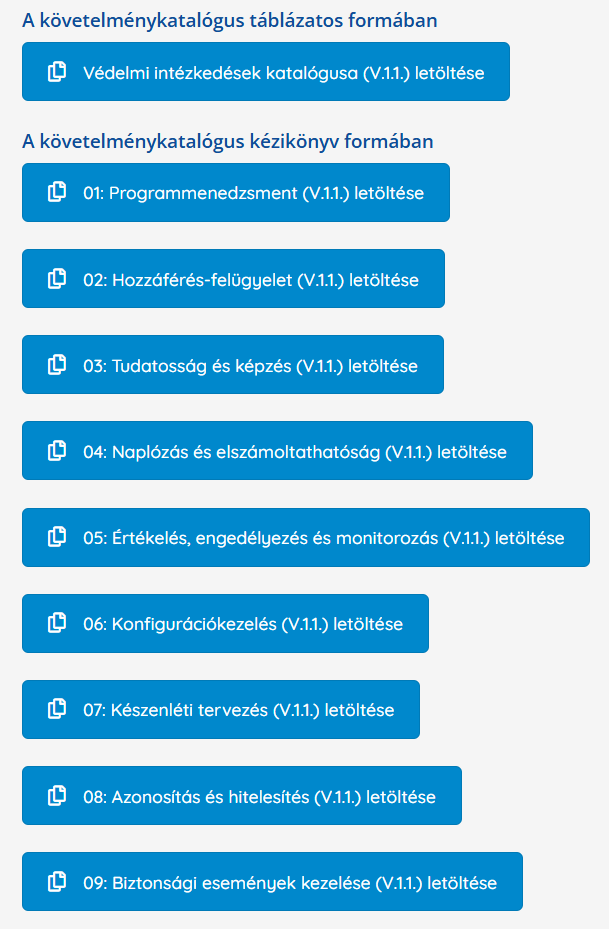 A követelménykatalógus táblázatos formában
Védelmi intézkedések katalógusa (V.1.1.) letöltése
A követelménykatalógus kézikönyv formában
01: Programmenedzsment (V.1.1.) letöltése
02: Hozzáférés-felügyelet (V.1.1.) letöltése
03: Tudatosság és képzés (V.1.1.) letöltése
04: Naplózás és elszámoltathatóság (V.1.1.) letöltése
05: Értékelés, engedélyezés és monitorozás (V.1.1.) letöltése
06: Konfigurációkezelés (V.1.1.) letöltése
07: Készenléti tervezés (V.1.1.) letöltése
08: Azonosítás és hitelesítés (V.1.1.) letöltése
09: Biztonsági események kezelése (V.1.1.) letöltése